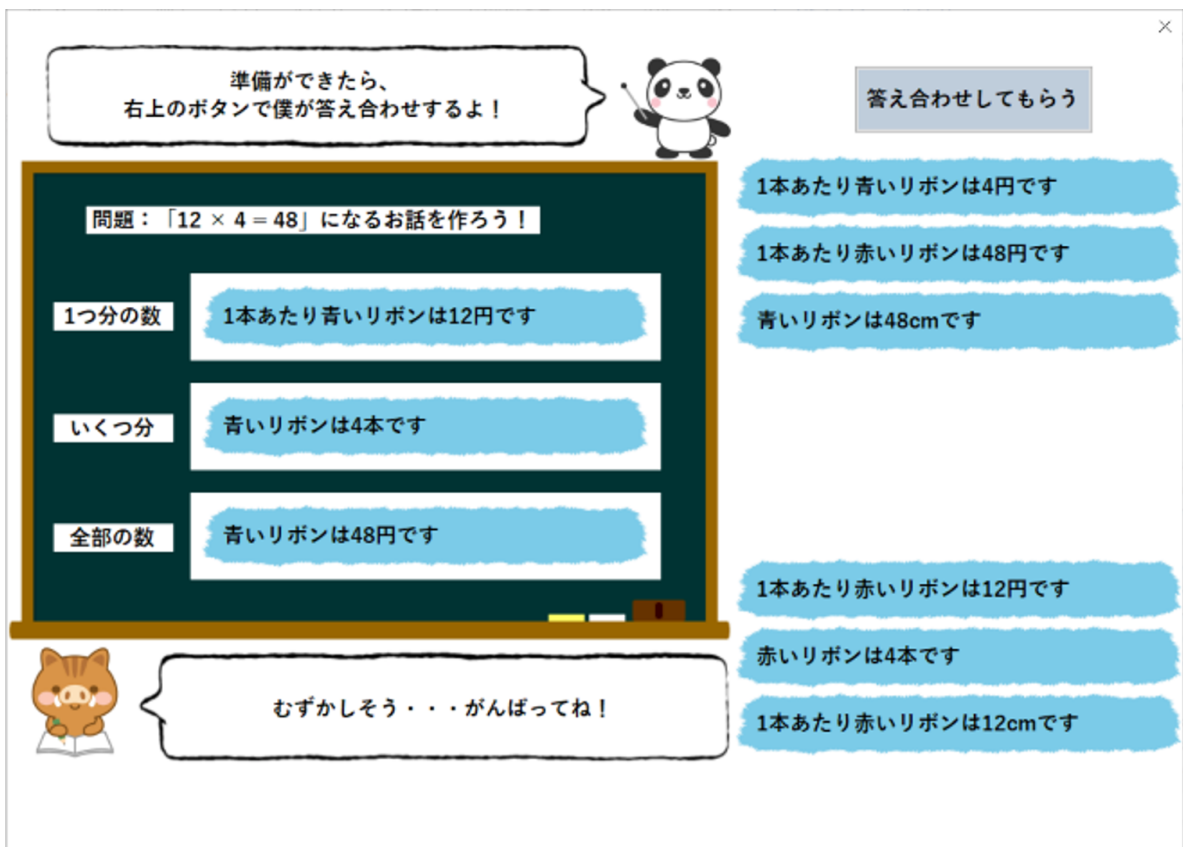 準備ができたら、
右上のボタンで僕が答え合わせするよ！
答え合わせしてもらう
問題：「12 × 4 = 48」になるお話を作ろう！
1つ分の数
1本あたり青いリボンは12円です
いくつ分
青いリボンは4本です
全部の数
青いリボンは48円です
むずかしそう・・・がんばってね！
1本あたり青いリボンは4円です
1本あたり赤いリボンは48円です
青いリボンは48cmです
1本あたり赤いリボンは12円です
赤いリボンは4本です
1本あたり赤いリボンは12cmです